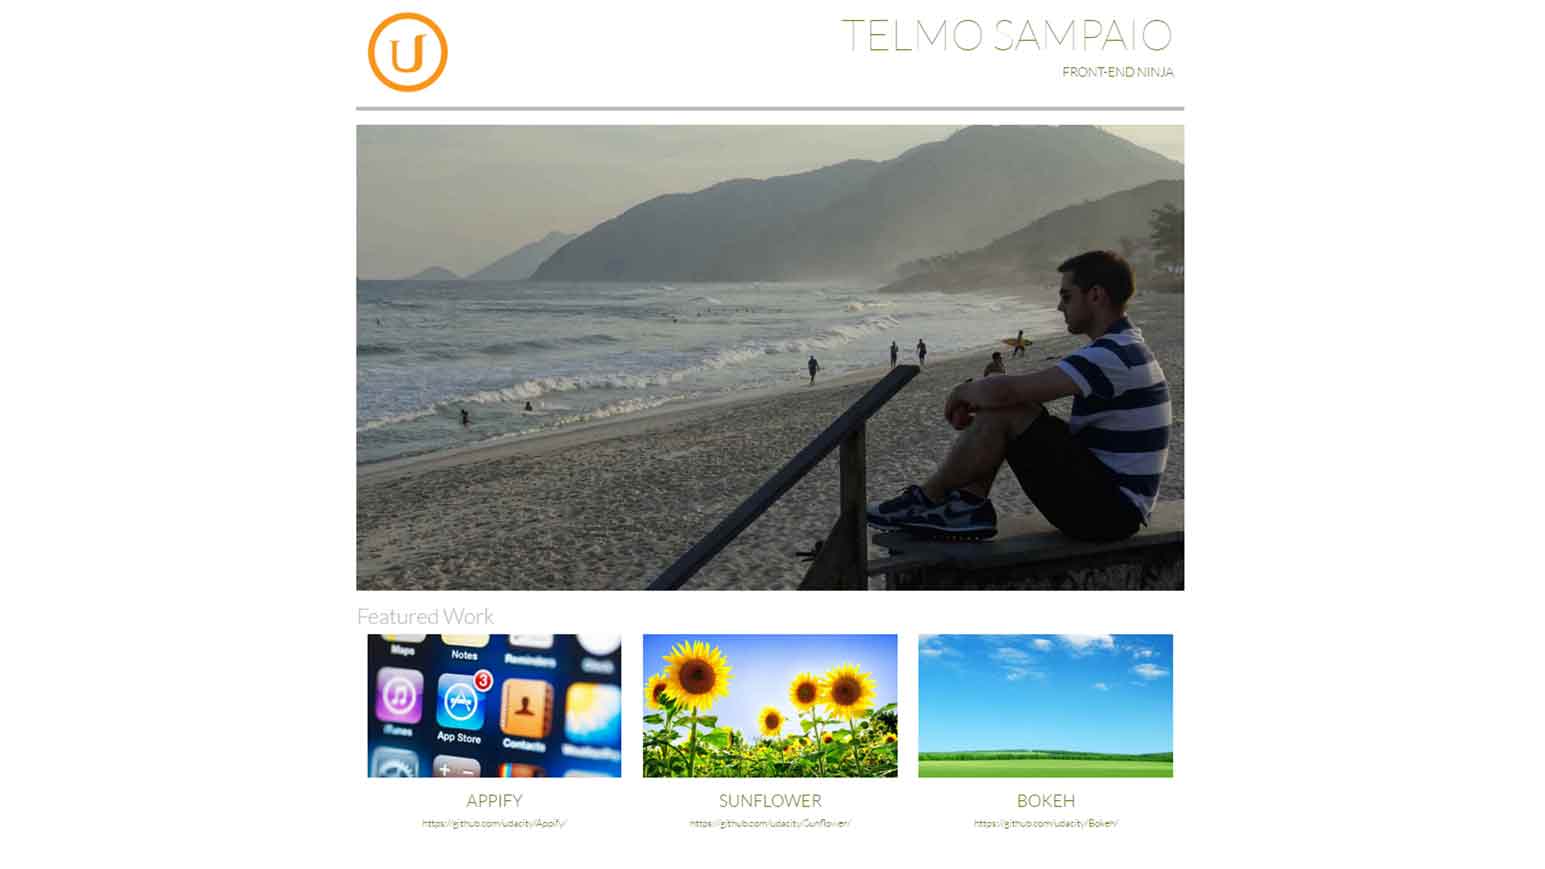 U
TELMO SAMPAIO
FRONT-END NINJA
Featured Work
Maps
Notes
Reminders
3
iTunes
App Store
Contacts
APPIFY
SUNFLOWER
BOKEH
https://github.com/udacity/Appify/
https://github.com/udacity/Sunflower/
https://github.com/udacity/Bokeh/